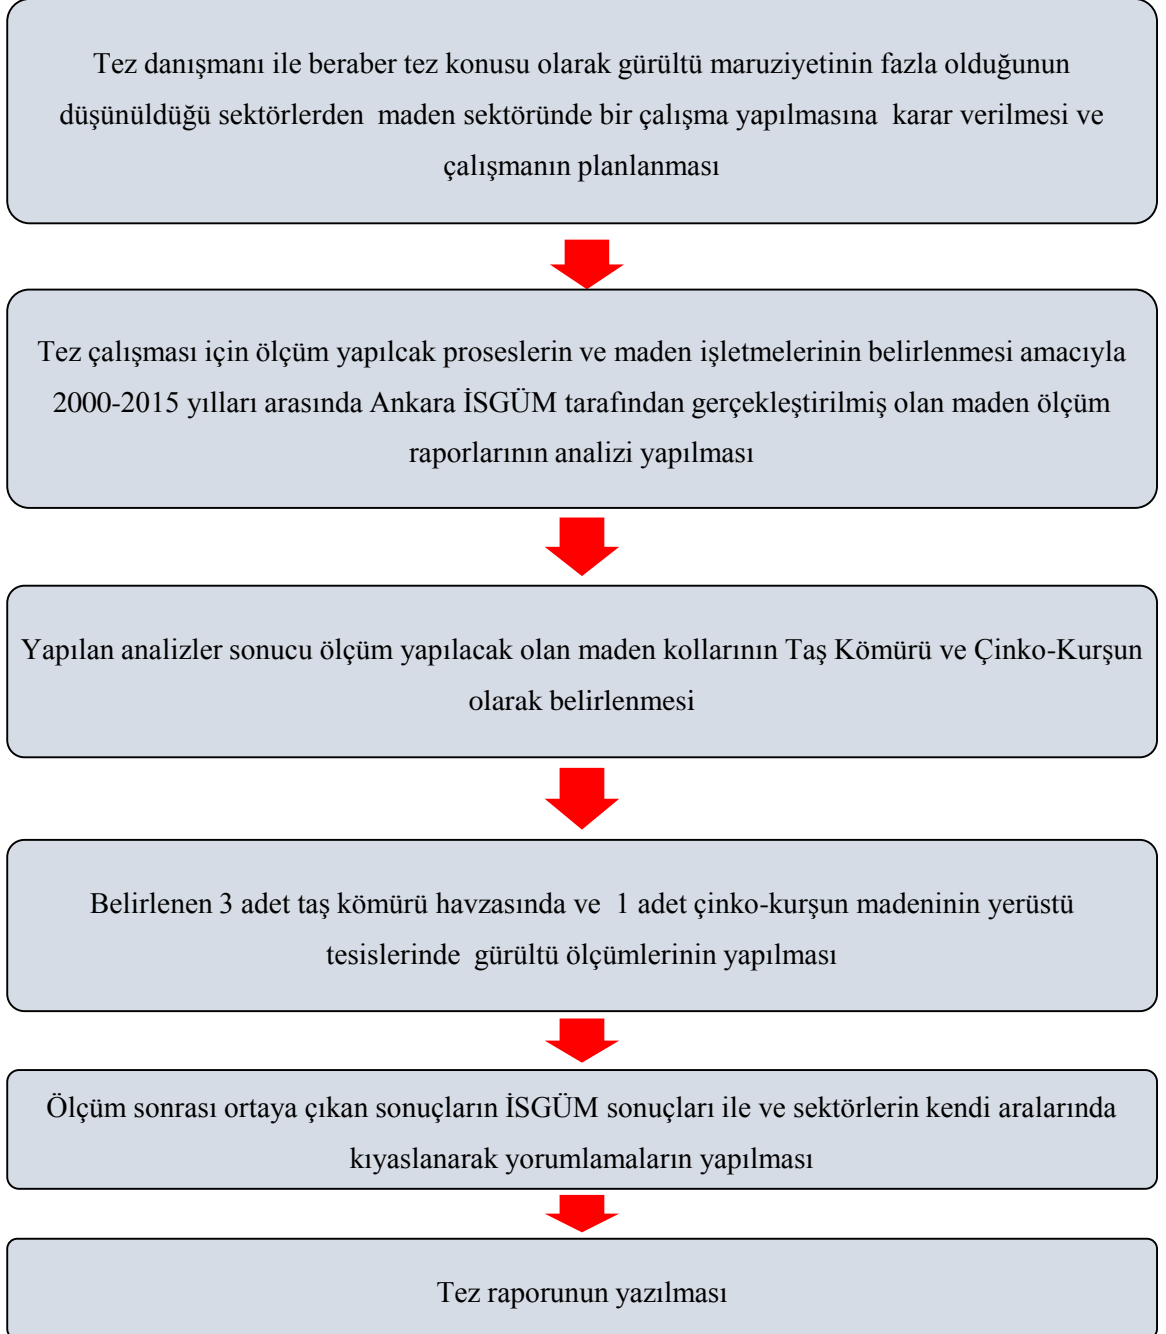 Tez danışmanı ile beraber tez konusu olarak gürültü maruziyetinin fazla olduğunun
düşünüldüğü sektörlerden maden sektöründe bir çalışma yapılmasına karar verilmesi ve
çalışmanın planlanması
Tez çalışması için ölçüm yapılcak proseslerin ve maden işletmelerinin belirlenmesi amacıyla
2000-2015 yılları arasında Ankara İSGÜM tarafından gerçekleştirilmiş olan maden ölçüm
raporlarının analizi yapılması
Yapılan analizler sonucu ölçüm yapılacak olan maden kollarının Taş Kömürü ve Çinko-Kurşun
olarak belirlenmesi
Belirlenen 3 adet taş kömürü havzasında ve 1 adet çinko-kurşun madeninin yerüstü
tesislerinde gürültü ölçümlerinin yapılması
Ölçüm sonrası ortaya çıkan sonuçların İSGÜM sonuçları ile ve sektörlerin kendi aralarında
kıyaslanarak yorumlamaların yapılması
Tez raporunun yazılması